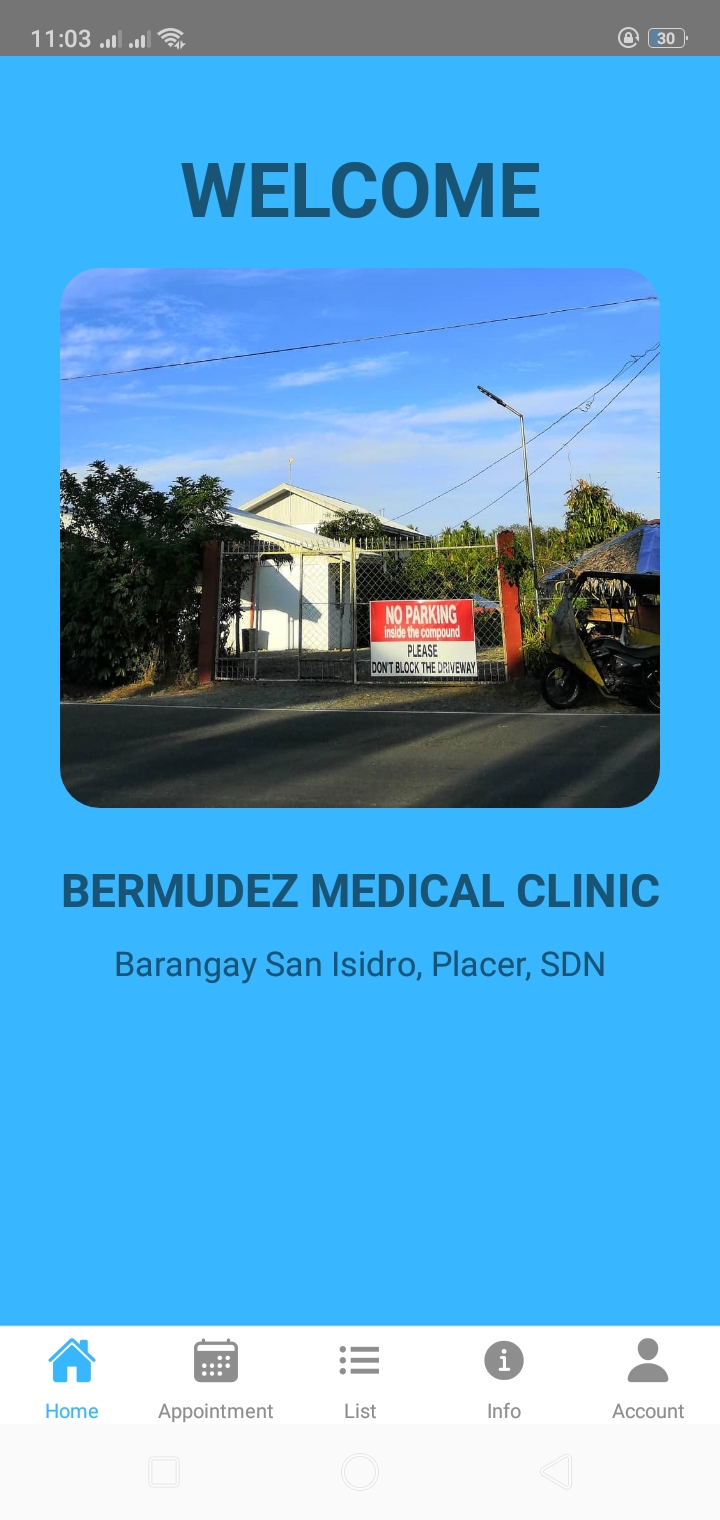 11:03
30
WELCOME
NO PARKING
inside the compound
PLEASE
DON'T BLOCK THE DRIVEWAY
BERMUDEZ MEDICAL CLINIC
Barangay San Isidro, Placer, SDN
Home Appointment List Info Account